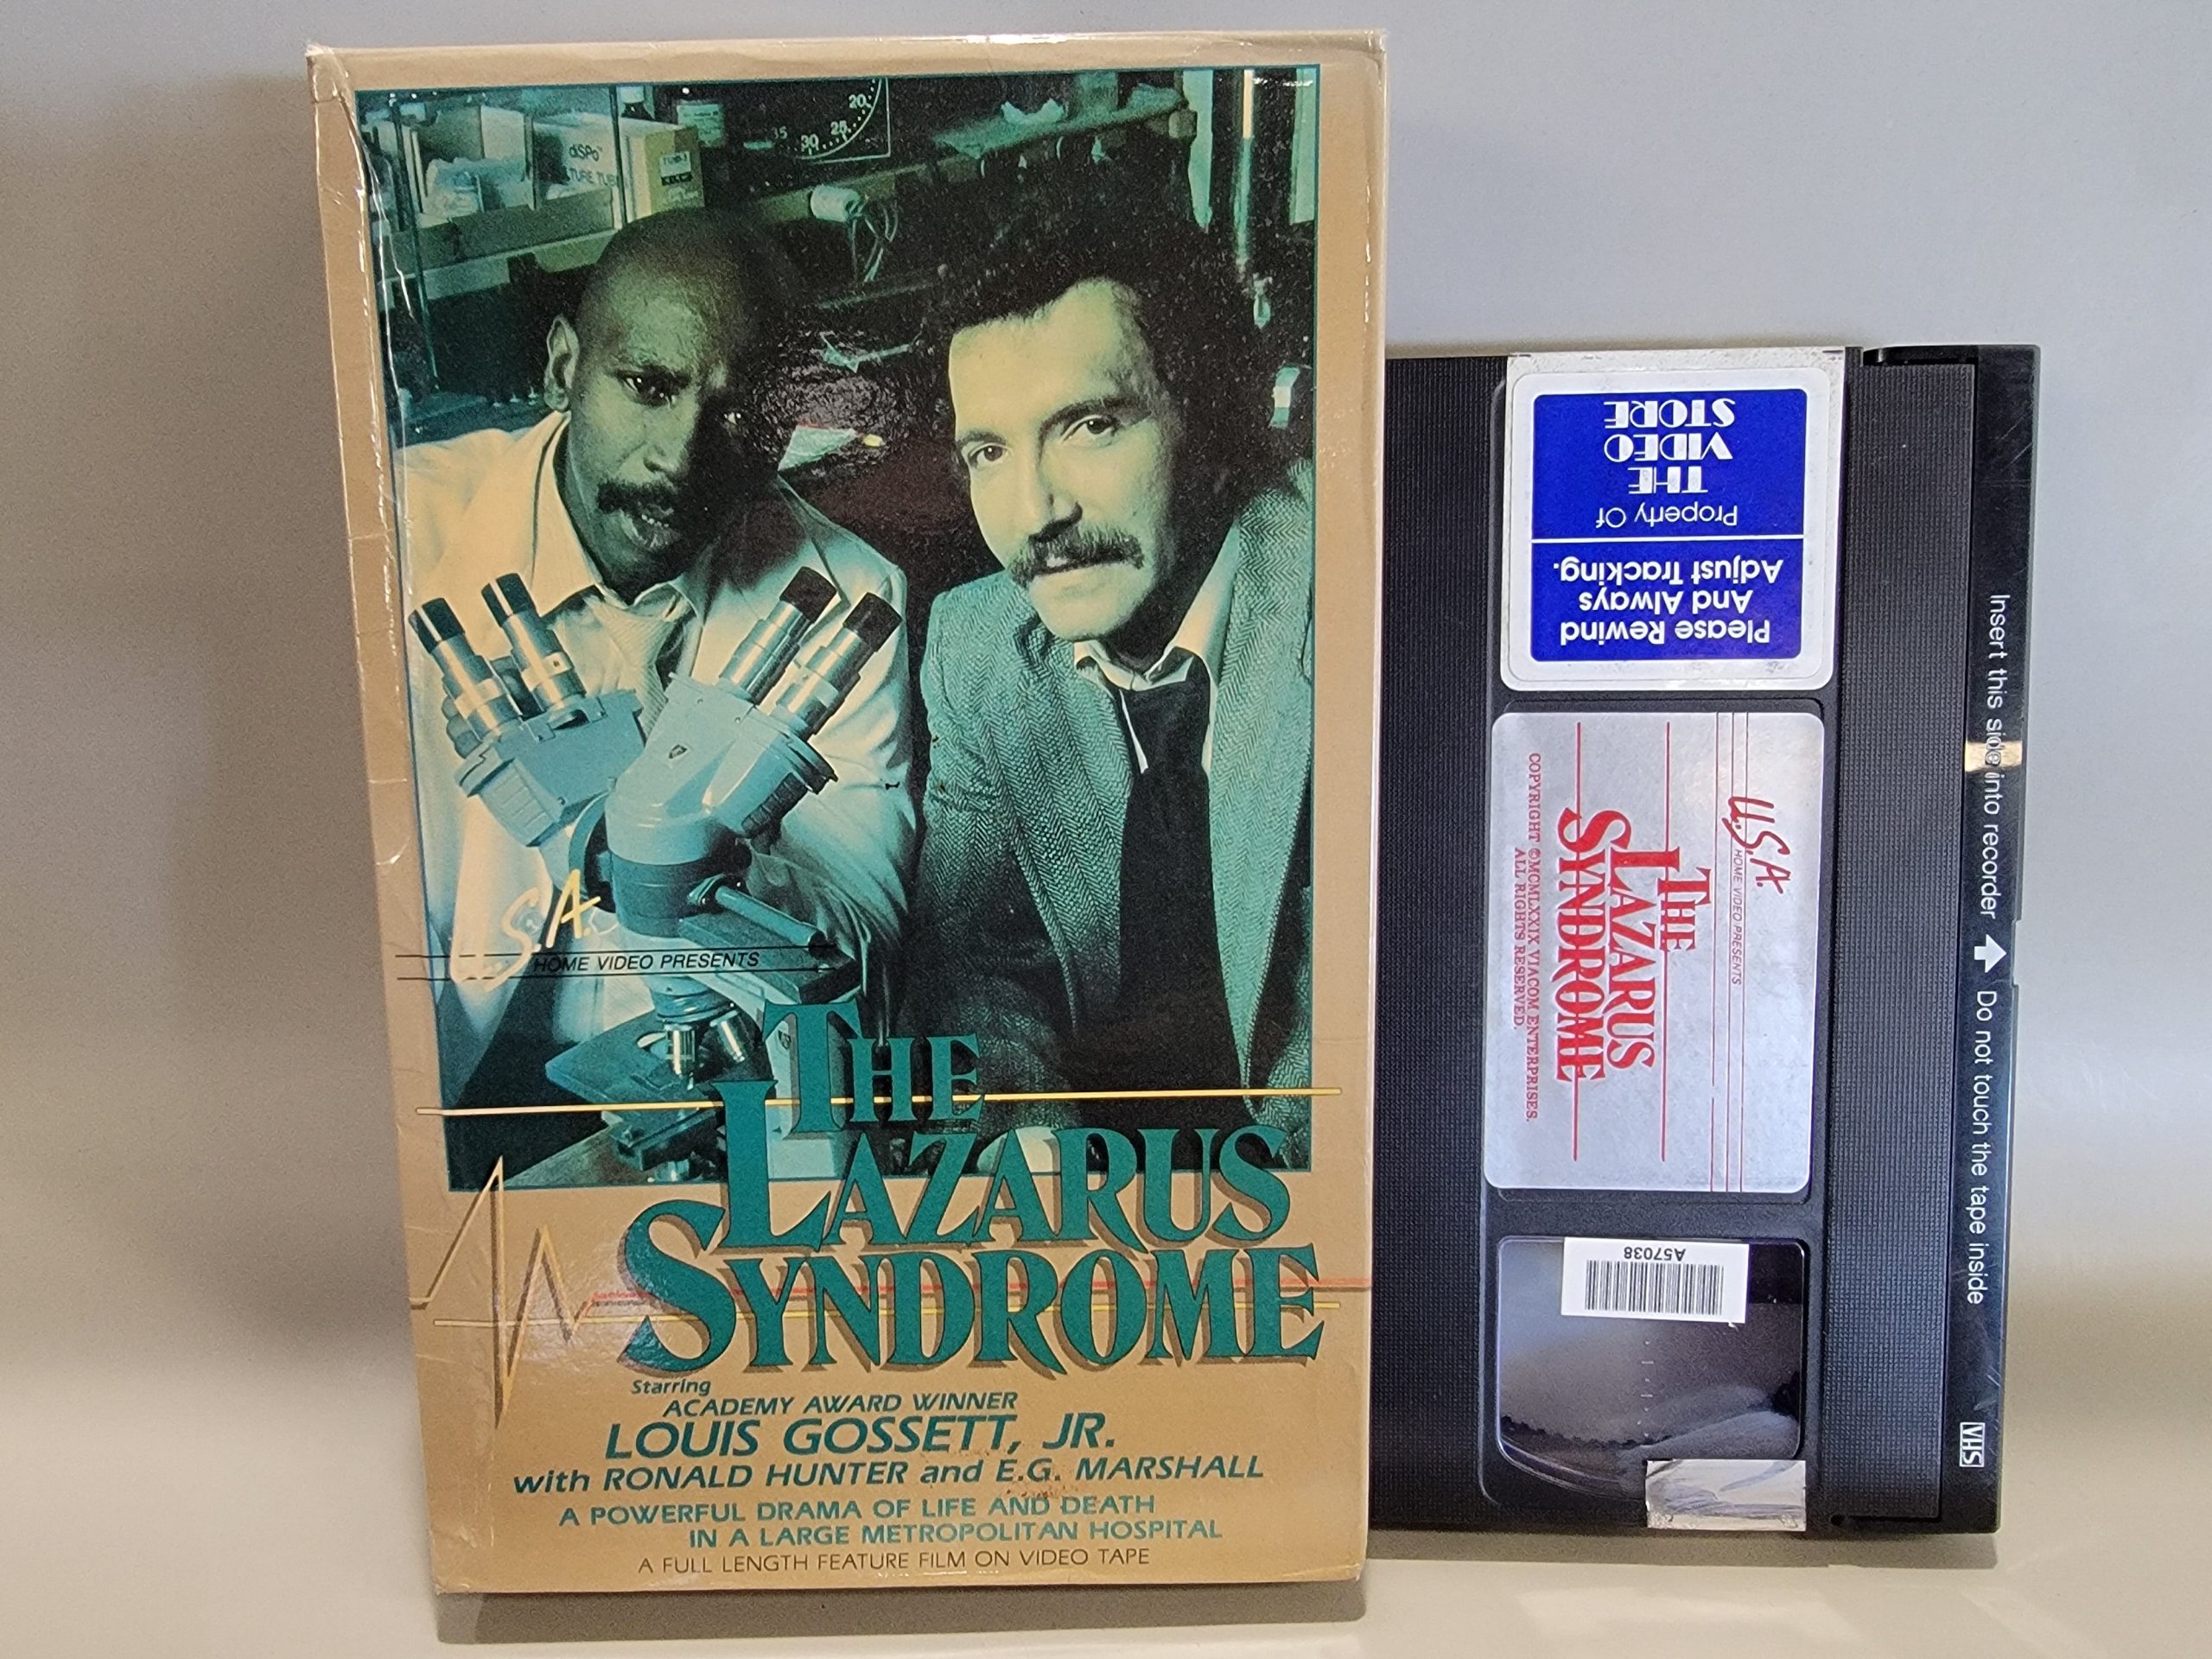 20
25
30
35
diSPo
TURE TUB
U.S.A.
HOME VIDEO PRESENTS
THE
LAZARUS
SYNDROME
Starring
ACADEMY AWARD WINNER
LOUIS GOSSETT, JR.
with RONALD HUNTER and E.G. MARSHALL
A POWERFUL DRAMA OF LIFE AND DEATH
IN A LARGE METROPOLITAN HOSPITAL
A FULL LENGTH FEATURE FILM ON VIDEO TAPE
Please Rewind
And Always
Adjust Tracking.
Property Of
THE
VIDEO
STORE
U.S.A.
HOME VIDEO PRESENTS
THE
LAZARUS
SYNDROME
COPYRIGHT ©MCMLXXIX VIACOM ENTERPRISES.
ALL RIGHTS RESERVED.
A57038
Insert this side into recorder Do not touch the tape inside
VHS